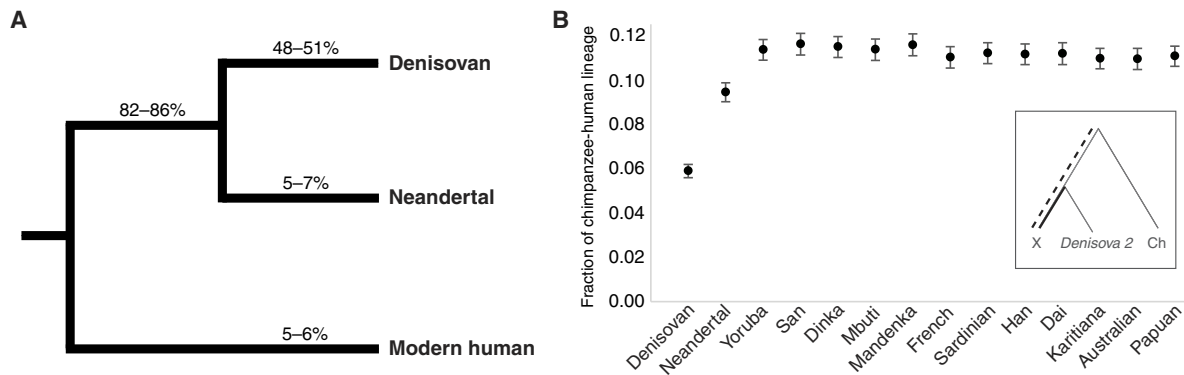 A
48–51%
Denisovan
82–86%
5–7%
Neandertal
5–6%
Modern human
B
Fraction of chimpanzee-human lineage
0.12
0.10
0.08
0.06
0.04
0.02
0.00
X
Denisova 2
Ch
Denisovan
Neandertal
Yoruba
San
Dinka
Mbuti
Mandenka
French
Sardinian
Han
Dai
Karitiana
Australian
Papuan